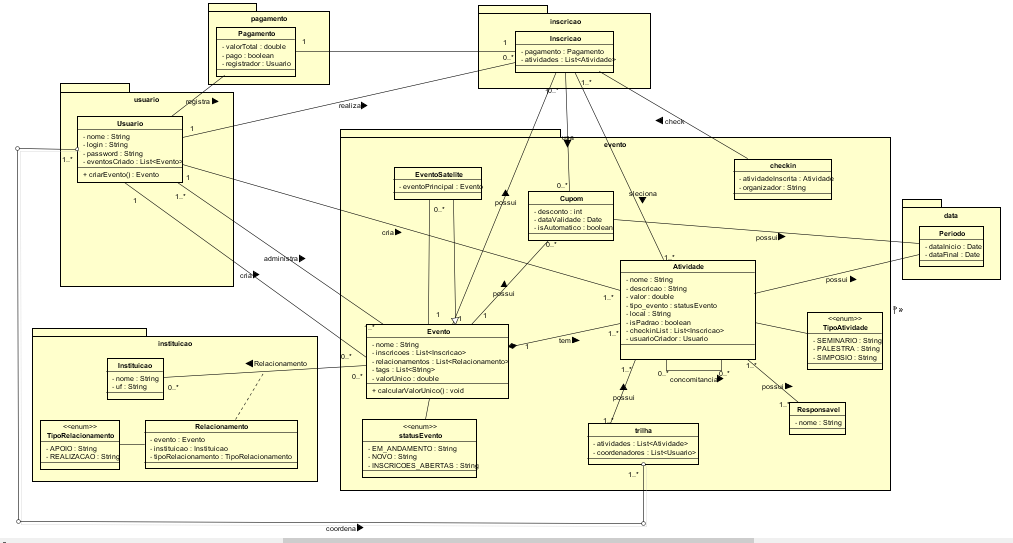 pagamento
Pagamento
- valorTotal : double
- pago : boolean
- registrador : Usuario
1
inscricao
Inscricao
- pagamento : Pagamento
- atividades : List<Atividade>
1
0..*
0..*
1..*
registra
realiza
check
usuario
Usuario
- nome : String
- login : String
- password : String
- eventosCriado : List<Evento>
+ criarEvento() : Evento
1
1
1..*
1
1..*
evento
EventoSatelite
- eventoPrincipal : Evento
0..*
possui
0..*
Cupom
- desconto : int
- dataValidade : Date
- isAutomatico : boolean
0..*
seleciona
checkin
- atividadeInscrita : Atividade
- organizador : String
data
Periodo
- dataInicio : Date
- dataFinal : Date
possui
possui
cria
administra
cria
possui
1..*
Atividade
- nome : String
- descricao : String
- valor : double
- tipo_evento : statusEvento
- local : String
- isPadrao : boolean
- checkinList : List<Inscricao>
- usuarioCriador : Usuario
1..*
1..*
<<enum>>
TipoAtividade
- SEMINARIO : String
- PALESTRA : String
- SIMPOSIO : String
1
1
1
Evento
- nome : String
- inscricoes : List<Inscricao>
- relacionamentos : List<Relacionamento>
- tags : List<String>
- valorUnico : double
+ calcularValorUnico() : void
0..*
0..*
1
tem
instituicao
Instituicao
- nome : String
- uf : String
0..*
Relacionamento
<<enum>>
TipoRelacionamento
- APOIO : String
- REALIZACAO : String
Relacionamento
- evento : Evento
- instituicao : Instituicao
- tipoRelacionamento : TipoRelacionamento
<<enum>>
statusEvento
- EM_ANDAMENTO : String
- NOVO : String
- INSCRICOES_ABERTAS : String
1..*
0..*
0..*
concomitancia
1..*
possui
possui
1..*
1..*
Responsavel
- nome : String
trilha
- atividades : List<Atividade>
- coordenadores : List<Usuario>
1..*
coordena